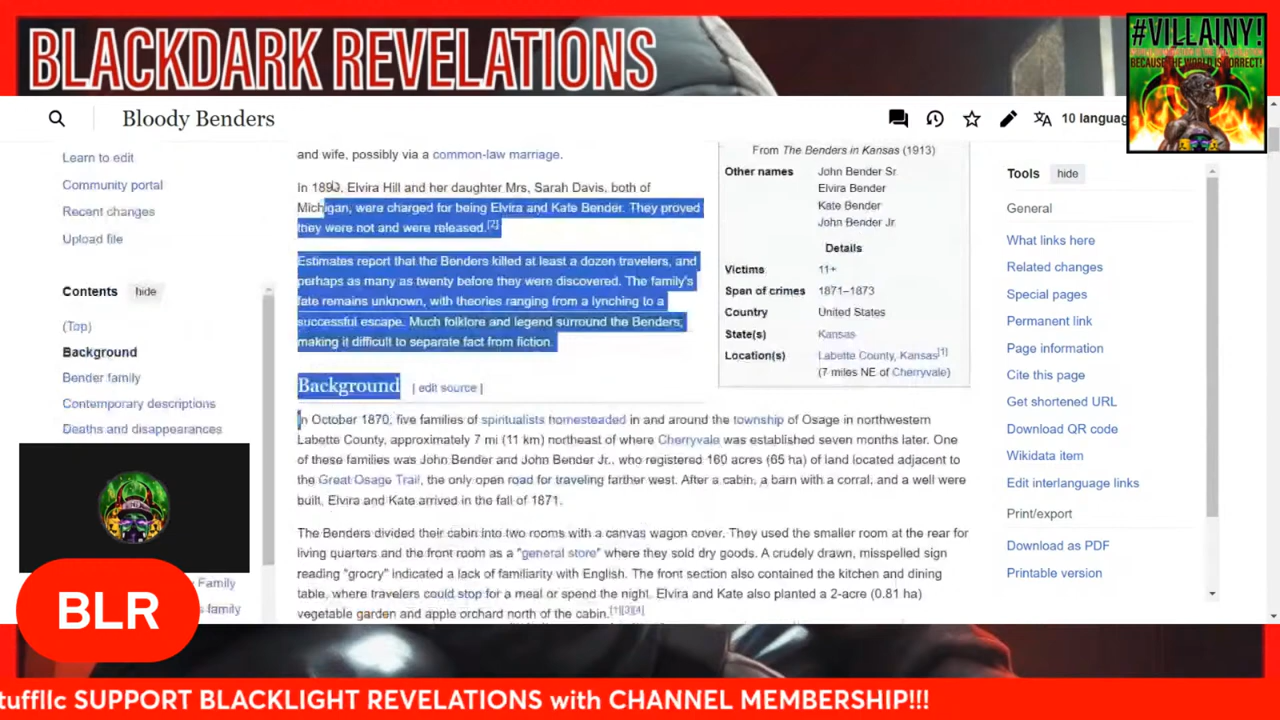 BLACKDARK REVELATIONS
#VILLAINY!
BECAUSE THE WORLD IS CORRECT!
Bloody Benders
10 languag
Learn to edit
Community portal
Recent changes
Upload file
Contents hide
(Top)
Background
Bender family
Contemporary descriptions
Deaths and disappearances
Family
s family
and wife, possibly via a common-law marriage.
In 1890, Elvira Hill and her daughter Mrs, Sarah Davis, both of
Michigan, were charged for being Elvira and Kate Bender. They proved
they were not and were released.[2]
Estimates report that the Benders killed at least a dozen travelers, and
perhaps as many as twenty before they were discovered. The family's
fate remains unknown, with theories ranging from a lynching to a
successful escape. Much folklore and legend surround the Benders,
making it difficult to separate fact from fiction.
Background [ edit source ]
In October 1870, five families of spiritualists homesteaded in and around the township of Osage in northwestern
Labette County, approximately 7 mi (11 km) northeast of where Cherryvale was established seven months later. One
of these families was John Bender and John Bender Jr., who registered 160 acres (65 ha) of land located adjacent to
the Great Osage Trail, the only open road for traveling farther west. After a cabin, a barn with a corral, and a well were
built, Elvira and Kate arrived in the fall of 1871.
The Benders divided their cabin into two rooms with a canvas wagon cover. They used the smaller room at the rear for
living quarters and the front room as a "general store" where they sold dry goods. A crudely drawn, misspelled sign
reading "grocry" indicated a lack of familiarity with English. The front section also contained the kitchen and dining
table, where travelers could stop for a meal or spend the night. Elvira and Kate also planted a 2-acre (0.81 ha)
vegetable garden and apple orchard north of the cabin.[1][3][4]
From The Benders in Kansas (1913)
Other names John Bender Sr.
Elvira Bender
Kate Bender
John Bender Jr.
Details
Victims 11+
Span of crimes 1871–1873
Country United States
State(s) Kansas
Location(s) Labette County, Kansas[1]
(7 miles NE of Cherryvale)
Tools hide
General
What links here
Related changes
Special pages
Permanent link
Page information
Cite this page
Get shortened URL
Download QR code
Wikidata item
Edit interlanguage links
Print/export
Download as PDF
Printable version
BLR
tuffllc SUPPORT BLACKLIGHT REVELATIONS with CHANNEL MEMBERSHIP!!!